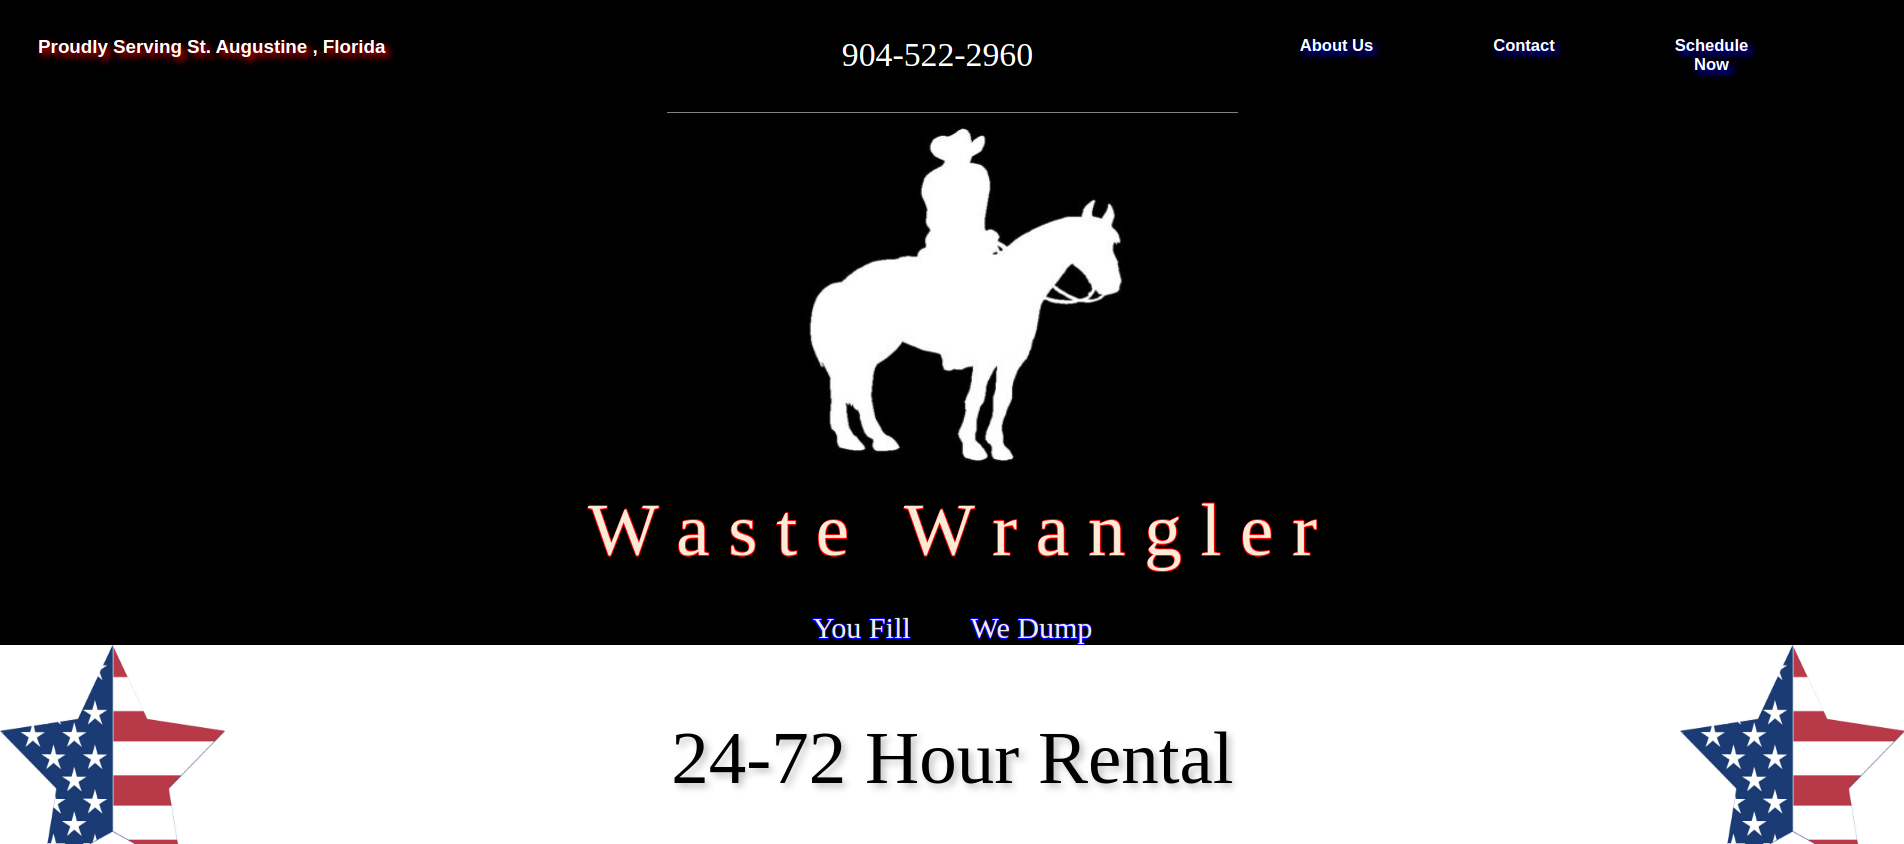 Proudly Serving St. Augustine , Florida
904-522-2960
About Us
Contact
Schedule
Now
Waste Wrangler
You Fill We Dump
24-72 Hour Rental